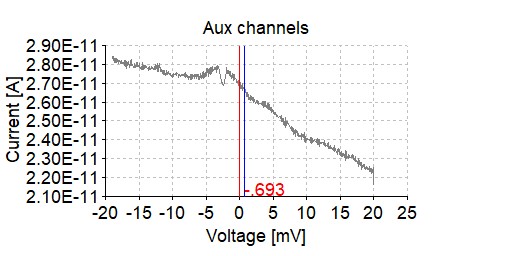 Aux channels
Current [A]
2.90E-11
2.80E-11
2.70E-11
2.60E-11
2.50E-11
2.40E-11
2.30E-11
2.20E-11
2.10E-11
-.693
-20 -15 -10 -5 0 5 10 15 20 25
Voltage [mV]